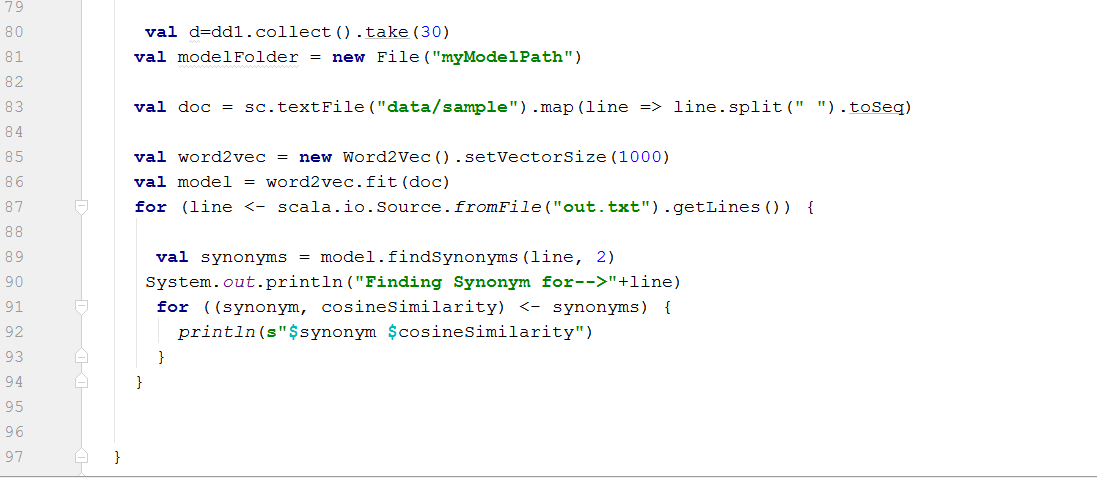 79
80 val d=dd1.collect().take(30)
81 val modelFolder = new File("myModelPath")
82
83 val doc = sc.textFile("data/sample").map(line => line.split(" ").toSeq)
84
85 val word2vec = new Word2Vec().setVectorSize(1000)
86 val model = word2vec.fit(doc)
87 for (line <- scala.io.Source.fromFile("out.txt").getLines()) {
88
89 val synonyms = model.findSynonyms(line, 2)
90 System.out.println("Finding Synonym for-->"+line)
91 for ((synonym, cosineSimilarity) <- synonyms) {
92 println(s"$synonym $cosineSimilarity")
93 }
94 }
95
96
97 }